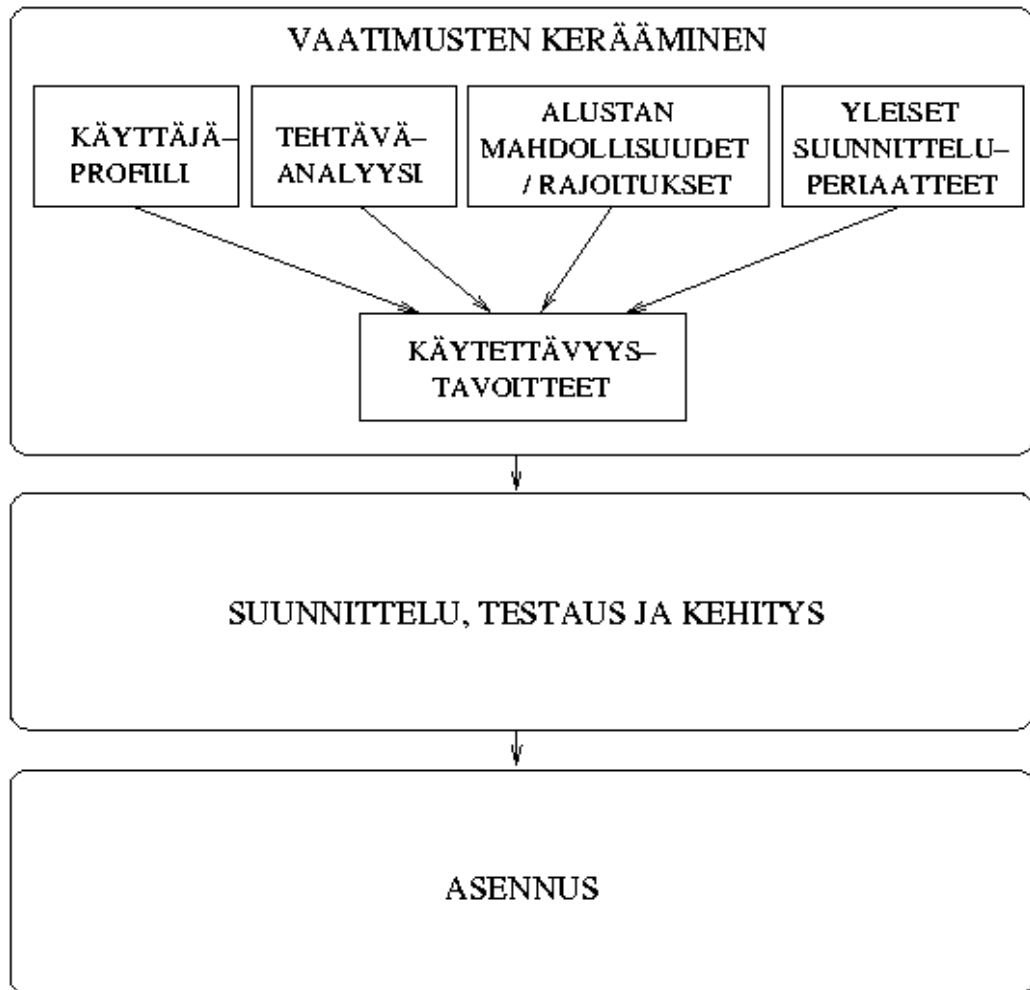 VAATIMUSTEN KERÄÄMINEN
KÄYTTÄJÄ–
PROFIILI
TEHTÄVÄ–
ANALYYSI
ALUSTAN
MAHDOLLISUUDET
/ RAJOITUKSET
YLEISET
SUUNNITTELU–
PERIAATTEET
KÄYTETTÄVYYS–
TAVOITTEET
SUUNNITTELU, TESTAUS JA KEHITYS
ASENNUS